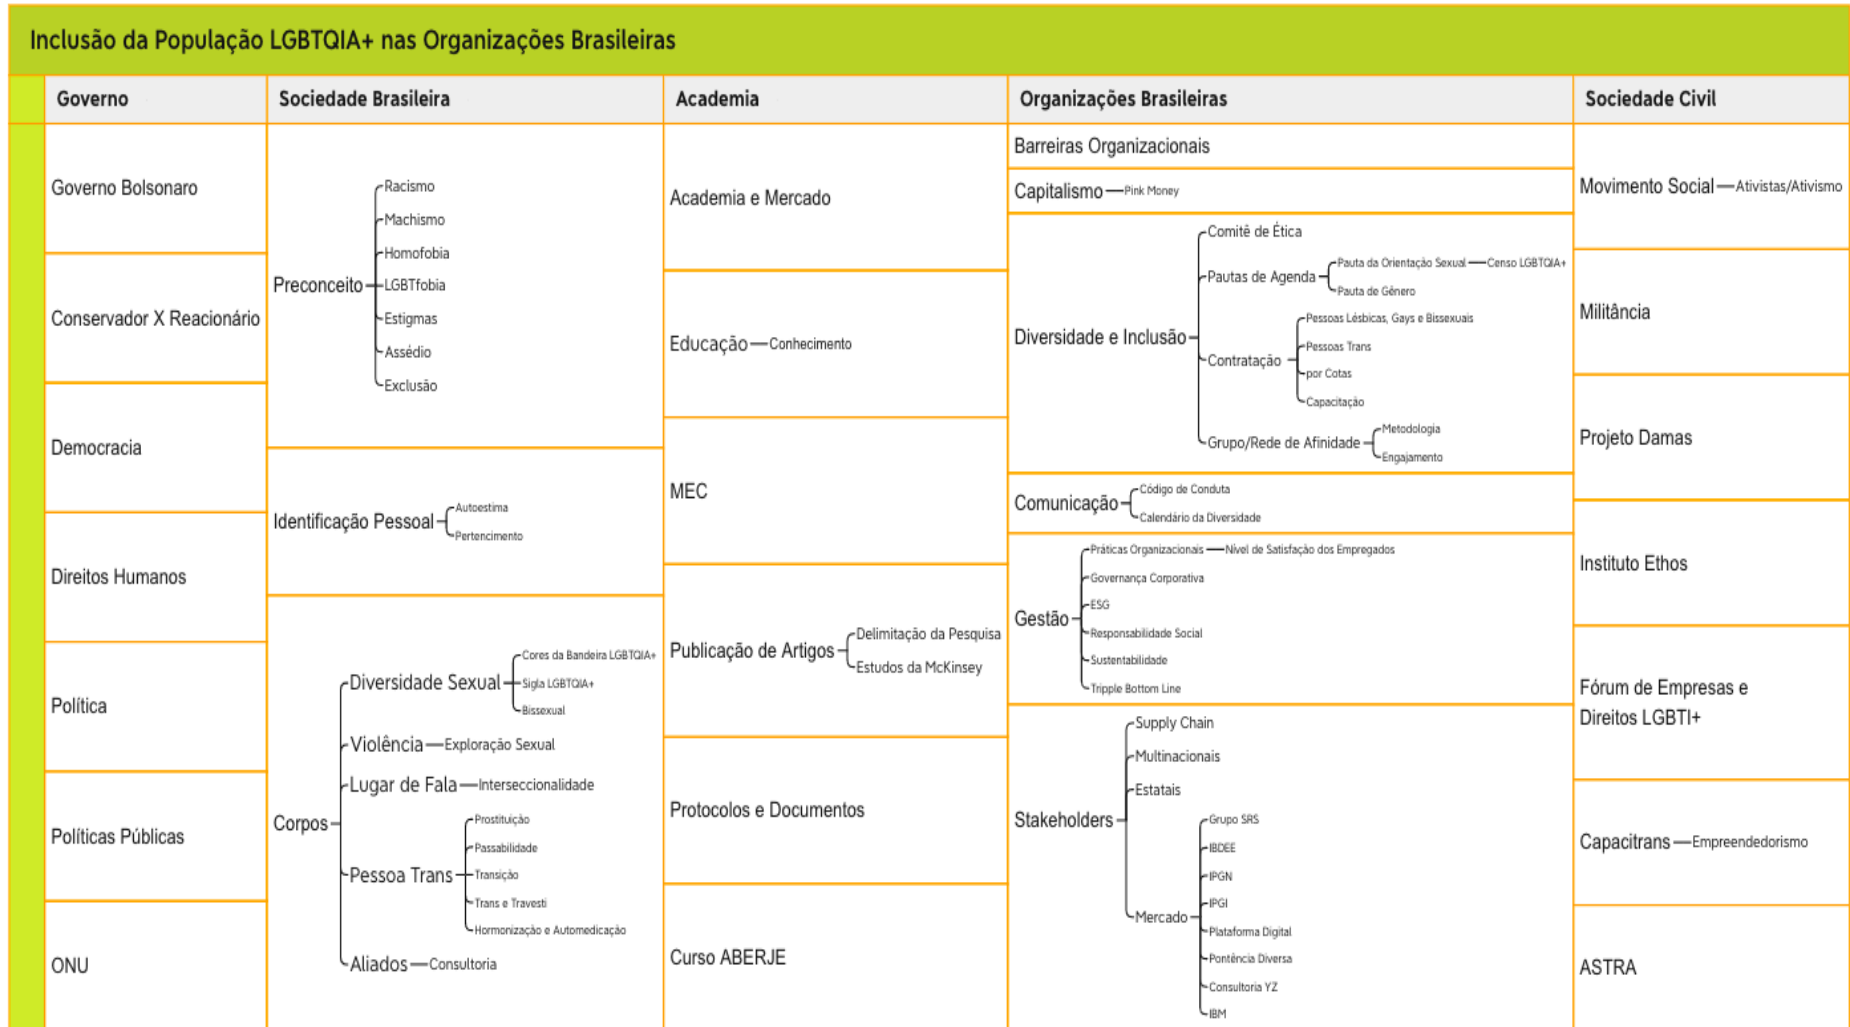 Inclusão da População LGBTQIA+ nas Organizações Brasileiras
Governo
Sociedade Brasileira
Academia
Organizações Brasileiras
Sociedade Civil
Governo Bolsonaro
Conservador X Reacionário
Democracia
Direitos Humanos
Política
Políticas Públicas
ONU
Preconceito
Racismo
Machismo
Homofobia
LGBTfobia
Estigmas
Assédio
Exclusão
Identificação Pessoal
Autoestima
Pertencimento
Corpos
Diversidade Sexual
Cores da Bandeira LGBTQIA+
Sigla LGBTQIA+
Bissexual
Violência
Exploração Sexual
Lugar de Fala
Interseccionalidade
Pessoa Trans
Prostituição
Passabilidade
Transição
Trans e Travesti
Hormonização e Automedicação
Aliados
Consultoria
Academia e Mercado
Educação
Conhecimento
MEC
Publicação de Artigos
Delimitação da Pesquisa
Estudos da McKinsey
Protocolos e Documentos
Curso ABERJE
Barreiras Organizacionais
Capitalismo
Pink Money
Diversidade e Inclusão
Comitê de Ética
Pautas de Agenda
Pauta da Orientação Sexual
Censo LGBTQIA+
Pauta de Gênero
Contratação
Pessoas Lésbicas, Gays e Bissexuais
Pessoas Trans
por Cotas
Capacitação
Grupo/Rede de Afinidade
Metodologia
Engajamento
Comunicação
Código de Conduta
Calendário da Diversidade
Gestão
Práticas Organizacionais
Nível de Satisfação dos Empregados
Governança Corporativa
ESG
Responsabilidade Social
Sustentabilidade
Tripple Bottom Line
Stakeholders
Supply Chain
Multinacionais
Estatais
Mercado
Grupo SRS
IBDEE
IPGN
IPGI
Plataforma Digital
Pontência Diversa
Consultoria YZ
IBM
Movimento Social
Ativistas/Ativismo
Militância
Projeto Damas
Instituto Ethos
Fórum de Empresas e
Direitos LGBTI+
Capacitrans
Empreendedorismo
ASTRA